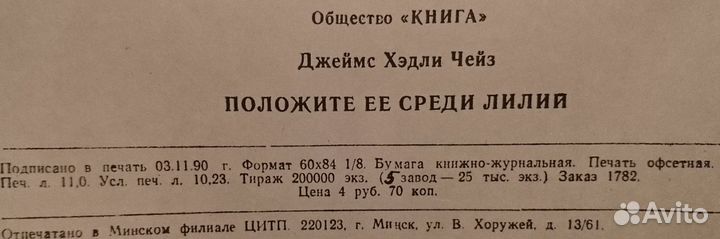 Общество «КНИГА»
Джеймс Хэдли Чейз
ПОЛОЖИТЕ ЕЕ СРЕДИ ЛИЛИЙ
Подписано в печать 03.11.90 г. Формат 60x84 1/8. Бумага книжно-журнальная. Печать офсетная.
Печ. л. 11,0. Усл. печ. л. 10,23. Тираж 200000 экз. (5 завод — 25 тыс. экз.) Заказ 1782.
Цена 4 руб. 70 коп.
Отпечатано в Минском филиале ЦИТП. 220123, г. Минск, ул. В. Хоружей, д. 13/61.
Avito